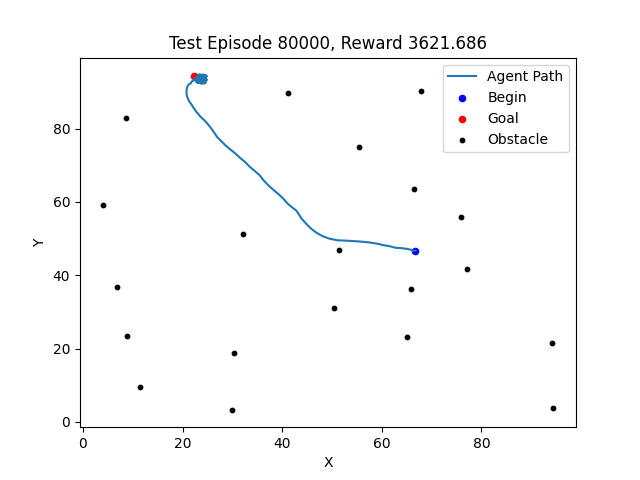 Test Episode 80000, Reward 3621.686
Agent Path
Begin
Goal
Obstacle
Y
80
60
40
20
0
0 20 40 60 80
X